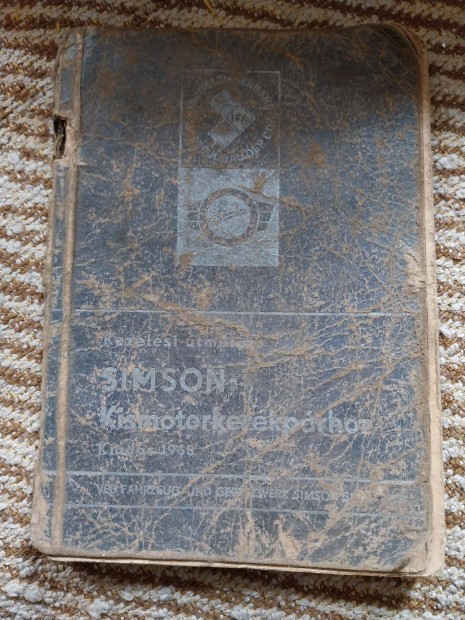 Kezelési útmutató
SIMSON-
Kismotorkerékpárhoz
Kiadás 1968
VEB FAHRZEUG- UND GERÄTEWERK SIMSON SUHL